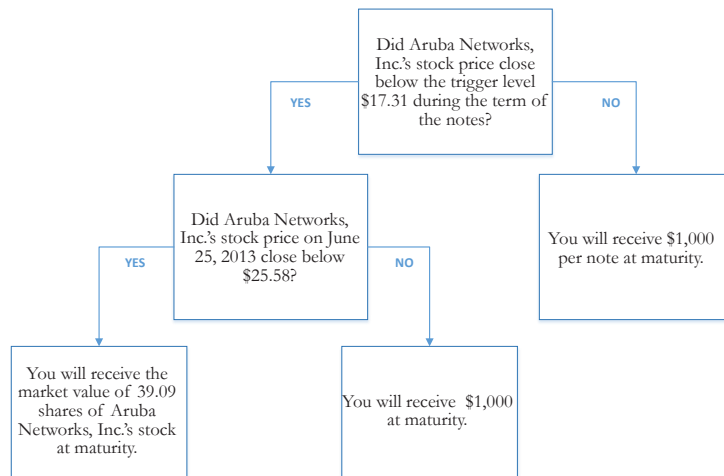 Did Aruba Networks,
Inc.'s stock price close
below the trigger level
$17.31 during the term of
the notes?
YES
NO
Did Aruba Networks,
Inc.'s stock price on June
25, 2013 close below
$25.58?
You will receive $1,000
per note at maturity.
YES
NO
You will receive the
market value of 39.09
shares of Aruba
Networks, Inc.'s stock
at maturity.
You will receive $1,000
at maturity.